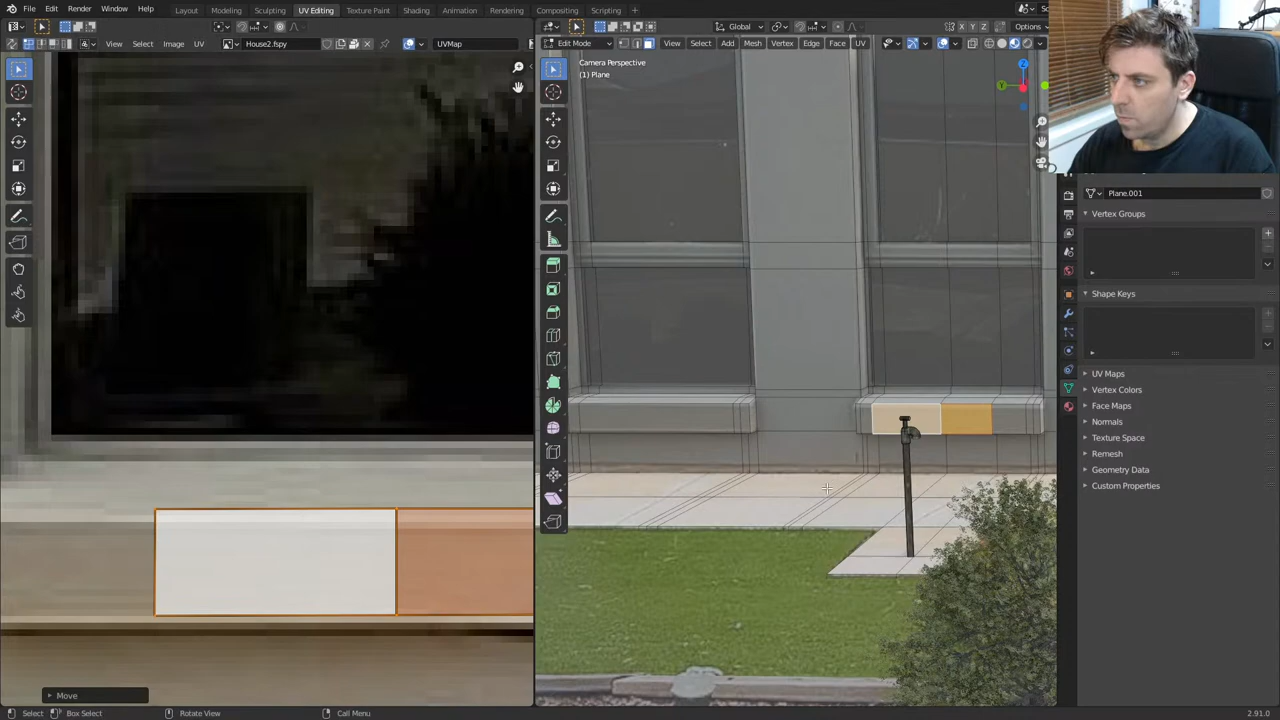 File Edit Render Window Help Layout Modeling Sculpting UV Editing Texture Paint Shading Animation Rendering Compositing Scripting +
Global Options
View Select Image UV House2.fspy UVMap Edit Mode View Select Add Mesh Vertex Edge Face UV
Camera Perspective
(1) Plane
Z
Y
Plane.001
Vertex Groups
Shape Keys
UV Maps
Vertex Colors
Face Maps
Normals
Texture Space
Remesh
Geometry Data
Custom Properties
Move
Select Box Select Rotate View Call Menu 2.91.0